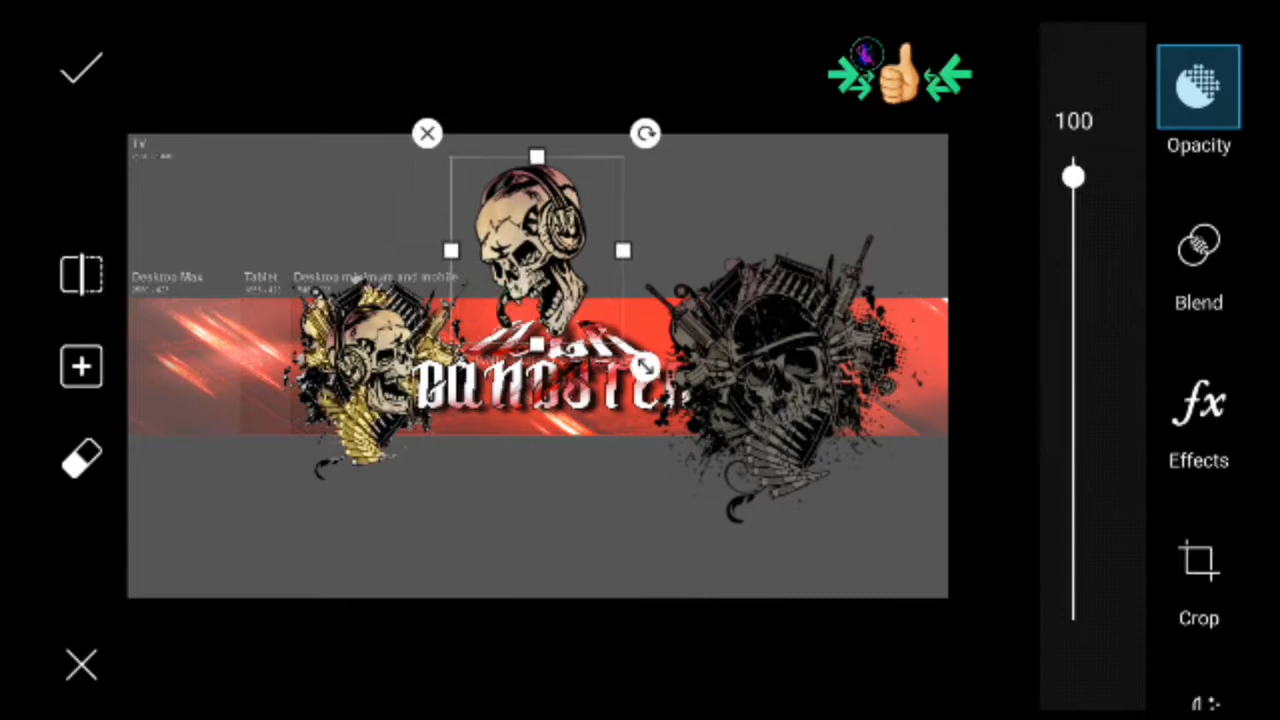 100
Opacity
TV
Desktop Max
Tablet
Desktop minimum and mobile
Blend
GANGSTER
fx
Effects
Crop